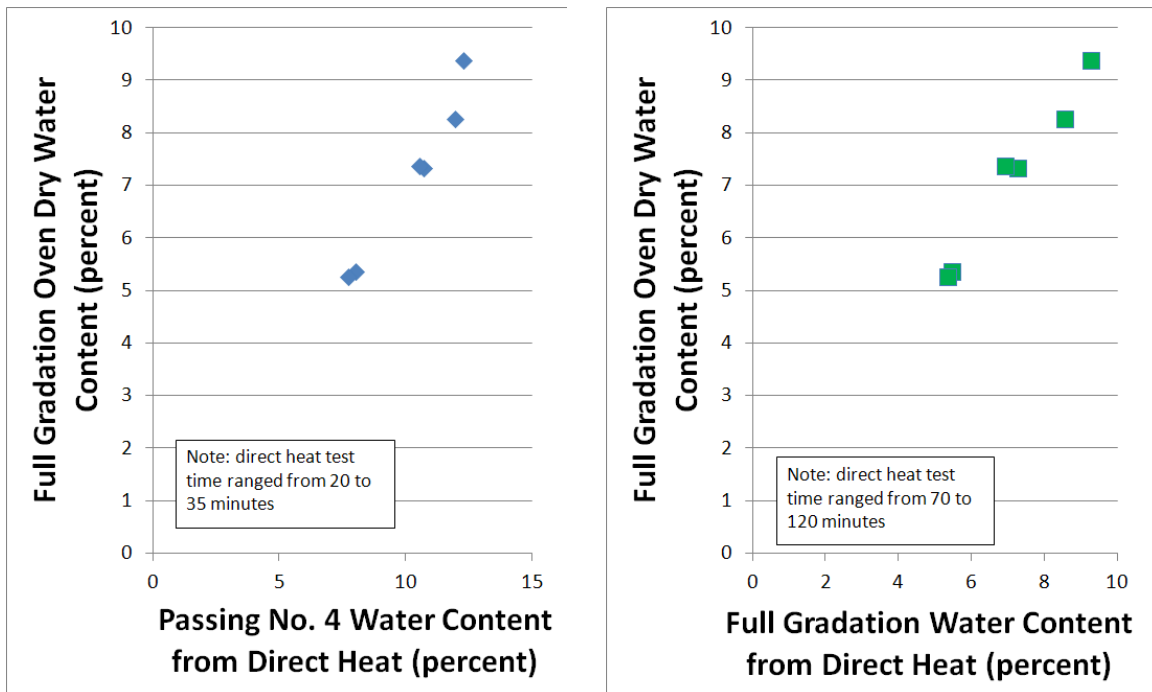 Full Gradation Oven Dry Water
Content (percent)
10
9
8
7
6
5
4
3
2
1
0
Note: direct heat test
time ranged from 20 to
35 minutes
0 5 10 15
Passing No. 4 Water Content
from Direct Heat (percent)
Full Gradation Oven Dry Water
Content (percent)
10
9
8
7
6
5
4
3
2
1
0
Note: direct heat test
time ranged from 70 to
120 minutes
0 2 4 6 8 10
Full Gradation Water Content
from Direct Heat (percent)